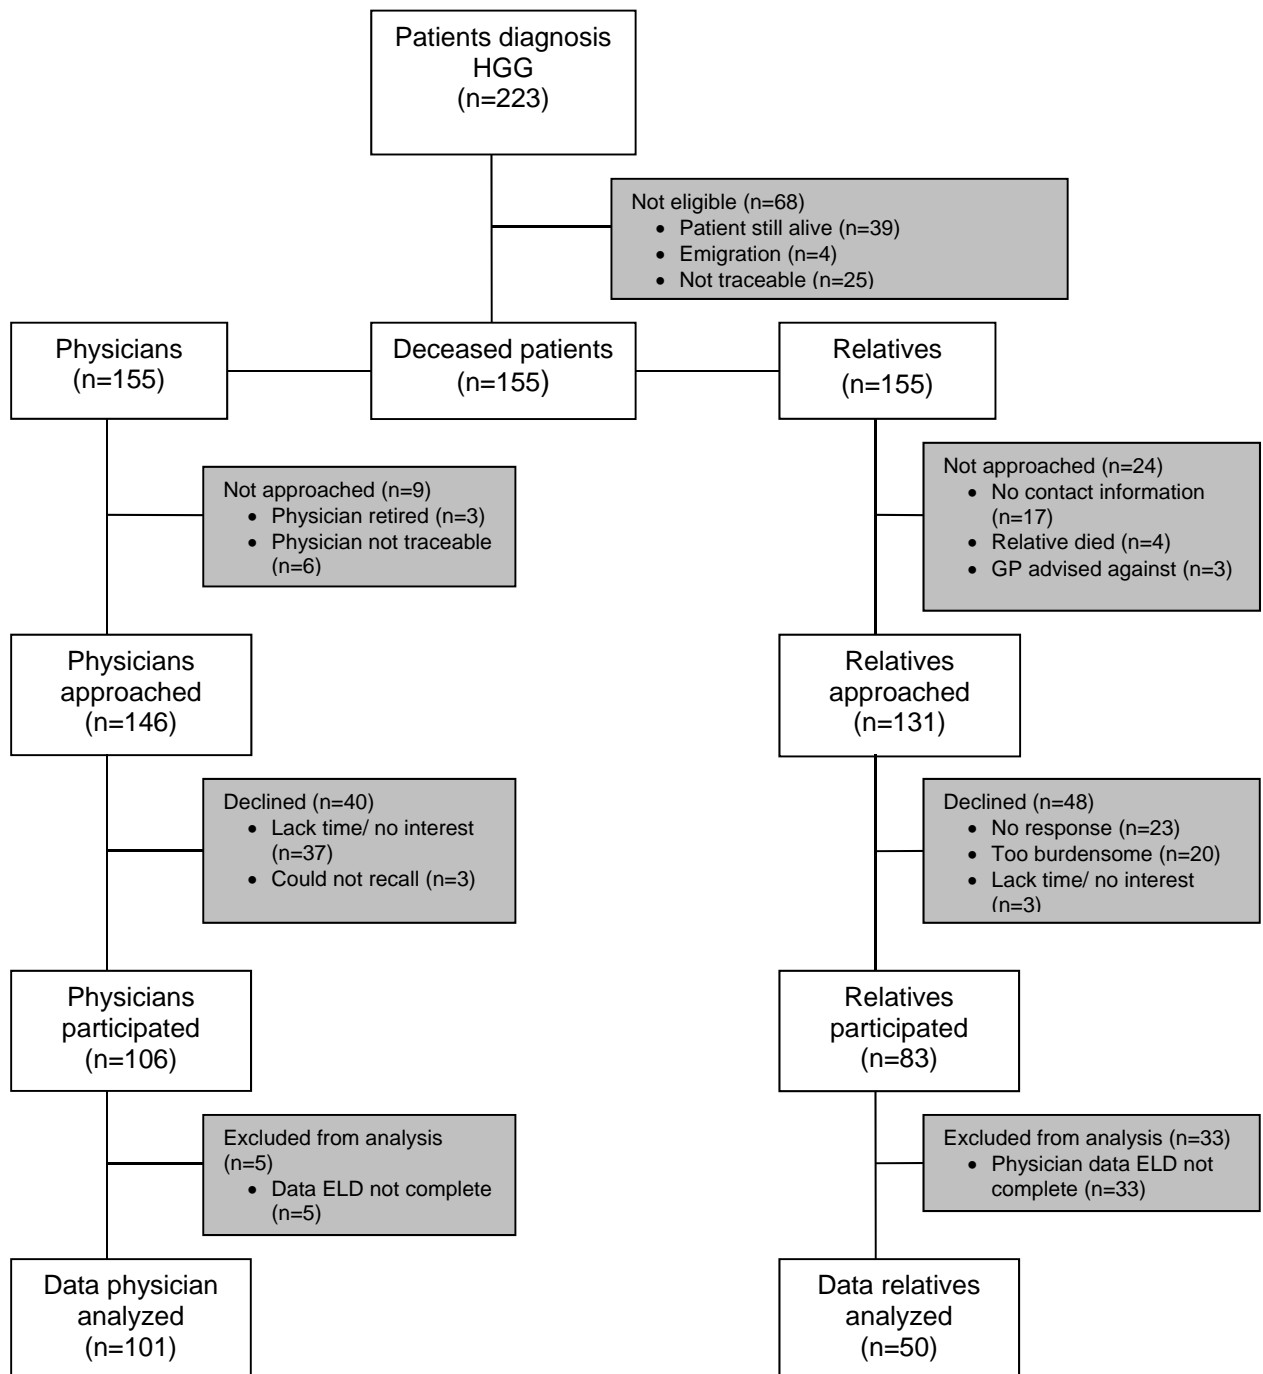 Patients diagnosis
HGG
(n=223)
Not eligible (n=68)
• Patient still alive (n=39)
• Emigration (n=4)
• Not traceable (n=25)
Physicians
(n=155)
Deceased patients
(n=155)
Relatives
(n=155)
Not approached (n=9)
• Physician retired (n=3)
• Physician not traceable
(n=6)
Not approached (n=24)
• No contact information
(n=17)
• Relative died (n=4)
• GP advised against (n=3)
Physicians
approached
(n=146)
Relatives
approached
(n=131)
Declined (n=40)
• Lack time/ no interest
(n=37)
• Could not recall (n=3)
Declined (n=48)
• No response (n=23)
• Too burdensome (n=20)
• Lack time/ no interest
(n=3)
Physicians
participated
(n=106)
Relatives
participated
(n=83)
Excluded from analysis
(n=5)
• Data ELD not complete
(n=5)
Excluded from analysis (n=33)
• Physician data ELD not
complete (n=33)
Data physician
analyzed
(n=101)
Data relatives
analyzed
(n=50)